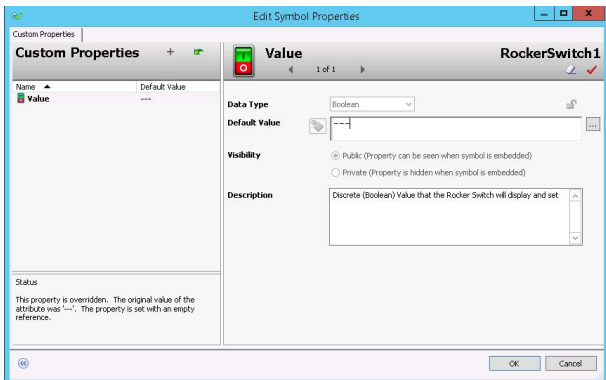 Edit Symbol Properties
Custom Properties
Custom Properties
Name
Default Value
Value
---
Status
This property is overridden. The original value of the
attribute was '---'. The property is set with an empty
reference.
Value
RockerSwitch1
1 of 1
Data Type
Boolean
Default Value
---
...
Visibility
Public (Property can be seen when symbol is embedded)
Private (Property is hidden when symbol is embedded)
Description
Discrete (Boolean) Value that the Rocker Switch will display and set
OK
Cancel